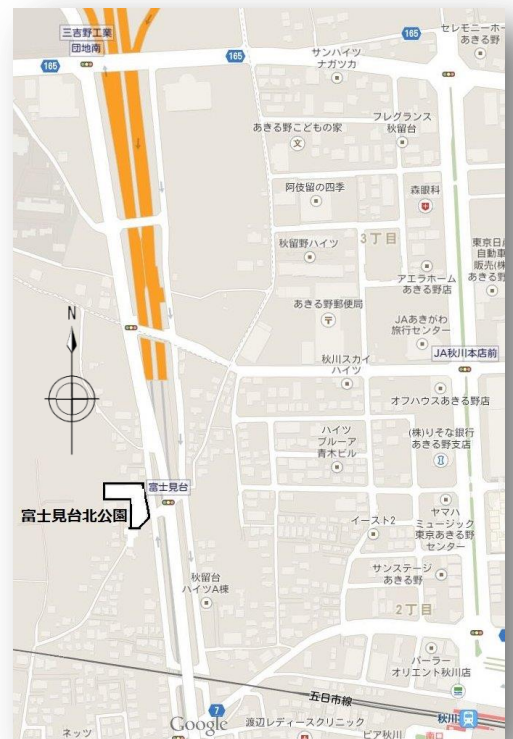 三吉野工業
団地南
165
165
165
セレモニーホー
あきる野
サンハイツ
ナガツカ
あきる野こどもの家
文
フレグランス
秋留台
阿伎留の四季
森眼科
秋留野ハイツ
3丁目
東京日
自動車
販売(株
あきる野
アエラホーム
あきる野店
あきる野郵便局
〒
JAあきがわ
旅行センター
N
秋川スカイ
ハイツ
JA秋川本店前
オフハウスあきる野店
ハイツ
ブルーア
青木ビル
(株)りそな銀行
あきる野支店
富士見台
富士見台北公園
イースト2
ヤマハ
ミュージック
東京あきる野
センター
秋留台
ハイツA棟
サンステージ
あきる野
2丁目
パーラー
オリエント秋川店
五日市線
7
Google
渡辺レディースクリニック
秋川
ネッツ
ピア秋川
南口